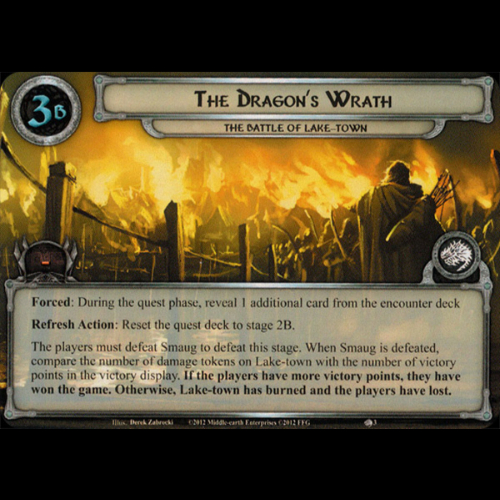 3B
THE DRAGON'S WRATH
THE BATTLE OF LAKE-TOWN
Forced: During the quest phase, reveal 1 additional card from the encounter deck
Refresh Action: Reset the quest deck to stage 2B.
The players must defeat Smaug to defeat this stage. When Smaug is defeated,
compare the number of damage tokens on Lake-town with the number of victory
points in the victory display. If the players have more victory points, they have
won the game. Otherwise, Lake-town has burned and the players have lost.
Illus. Derek Zabrocki ©2012 Middle-earth Enterprises ©2012 FFG 3